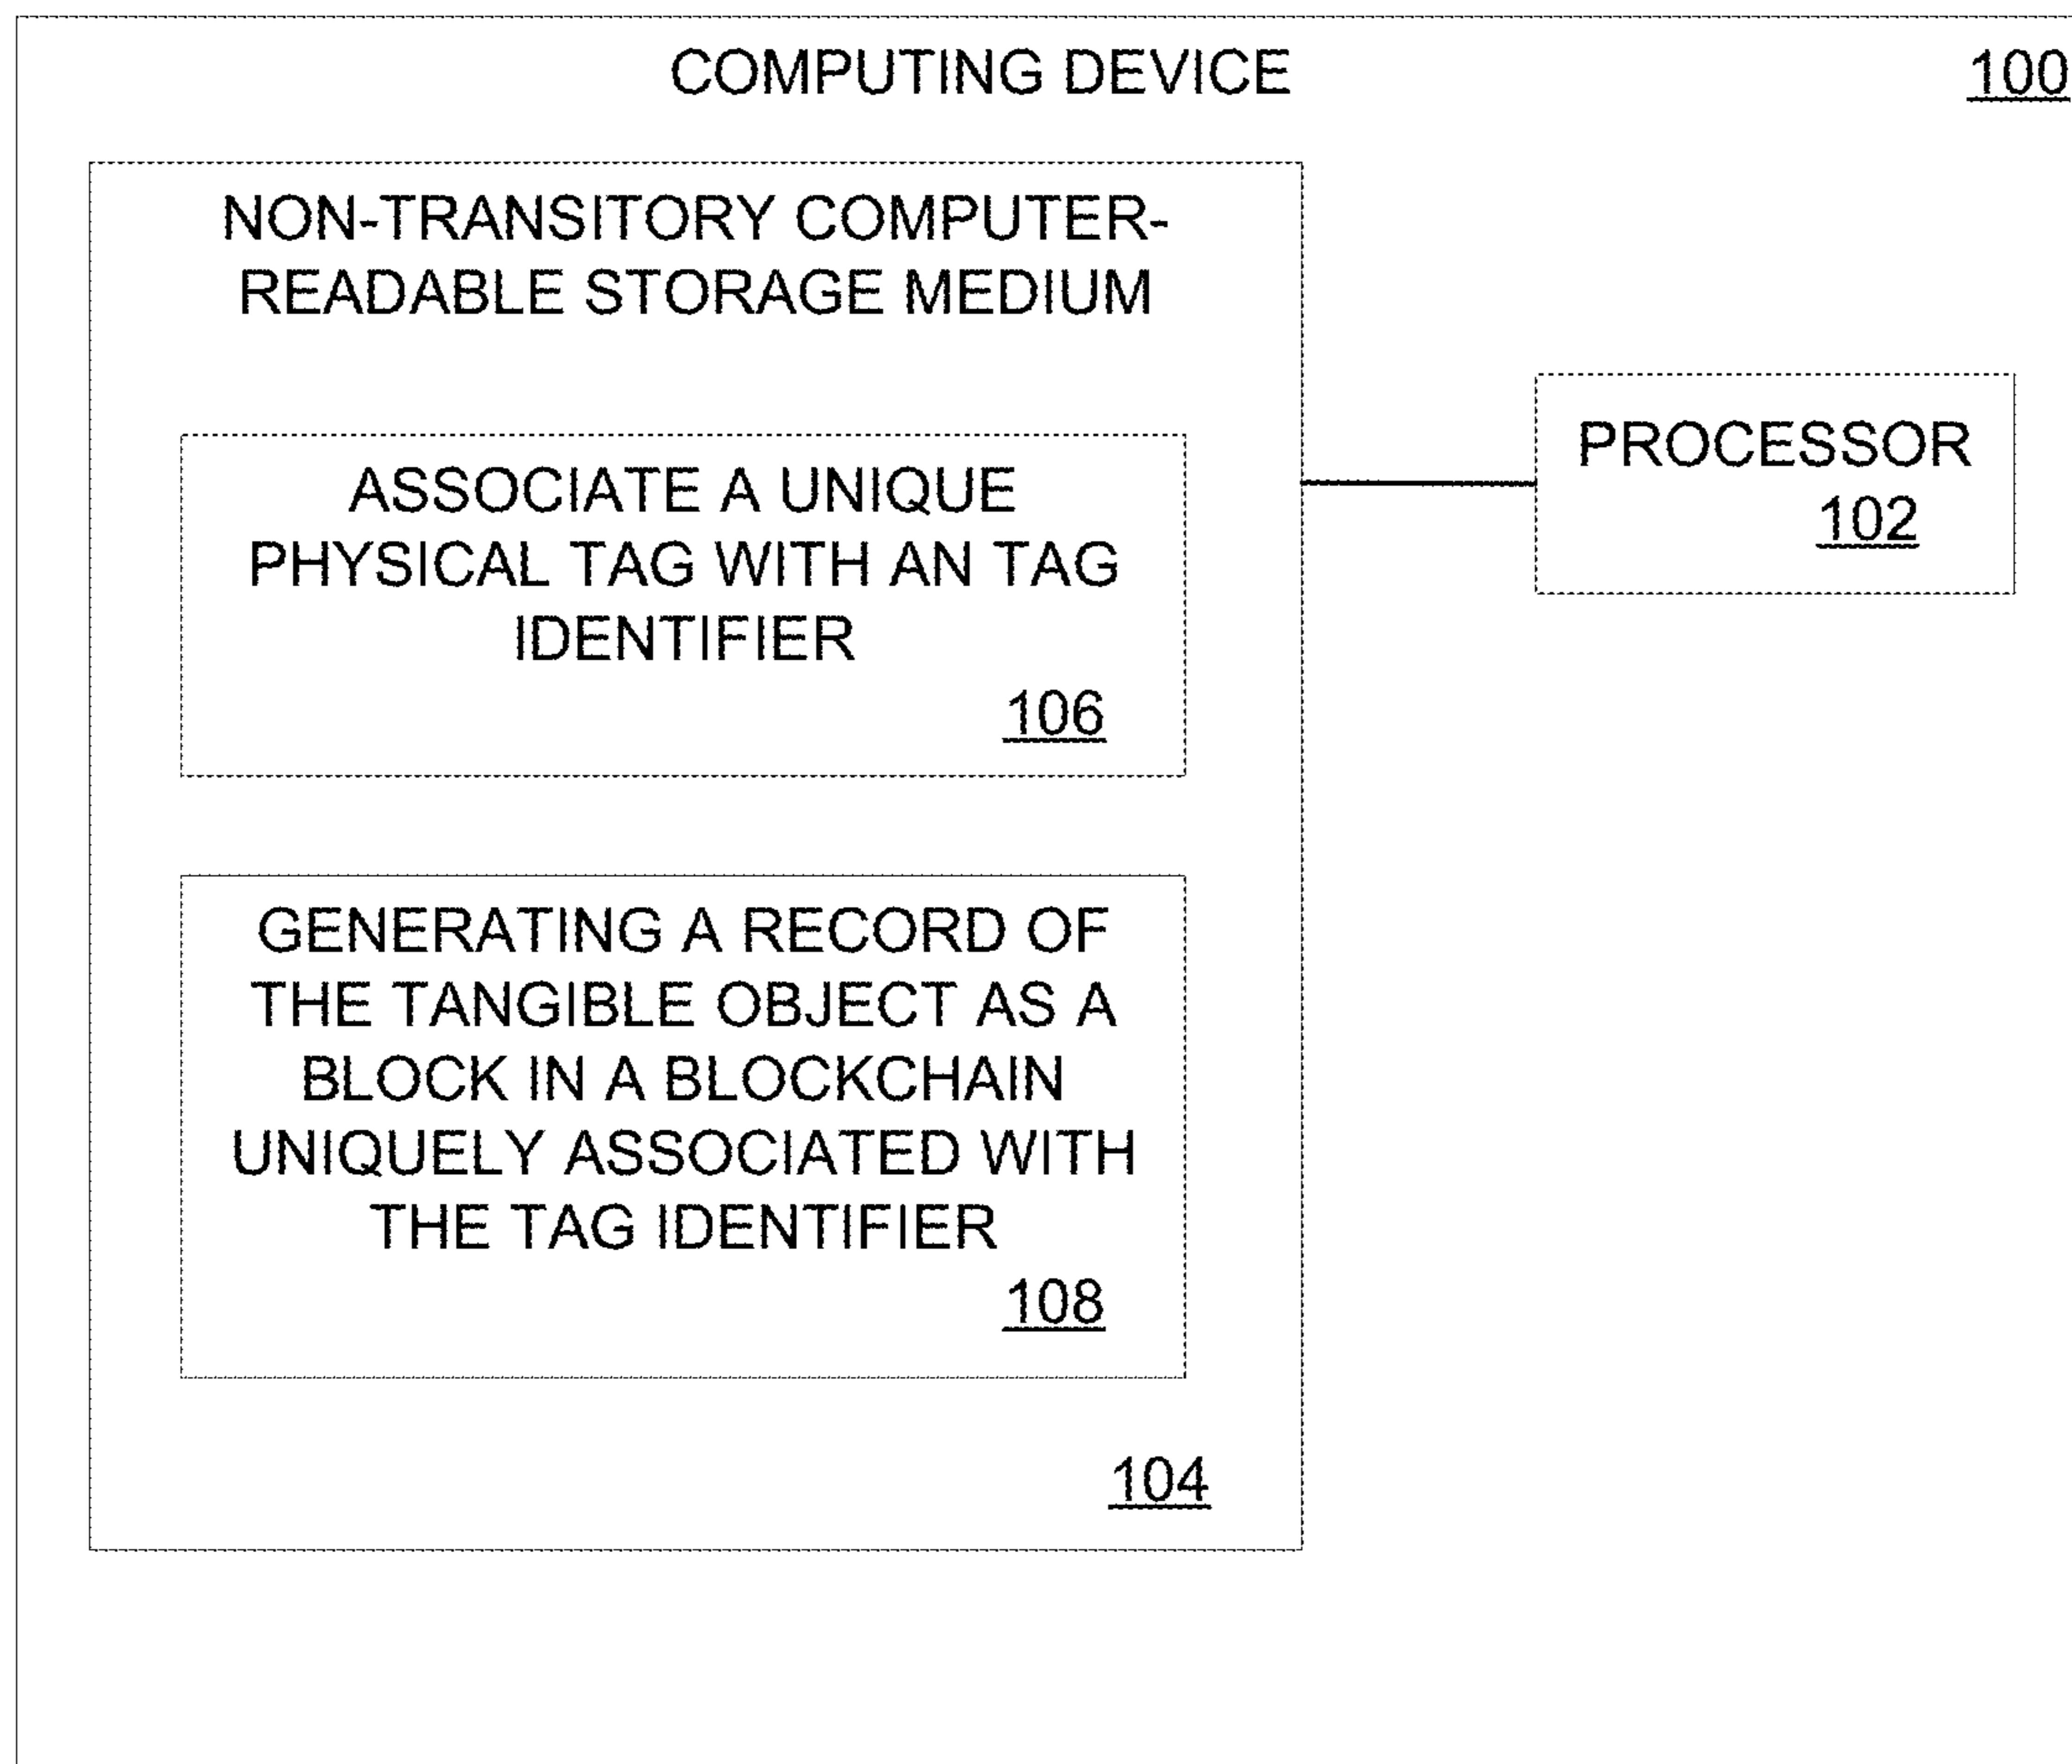 COMPUTING DEVICE
100
NON-TRANSITORY COMPUTER-
READABLE STORAGE MEDIUM
ASSOCIATE A UNIQUE
PHYSICAL TAG WITH AN TAG
IDENTIFIER
106
GENERATING A RECORD OF
THE TANGIBLE OBJECT AS A
BLOCK IN A BLOCKCHAIN
UNIQUELY ASSOCIATED WITH
THE TAG IDENTIFIER
108
104
PROCESSOR
102